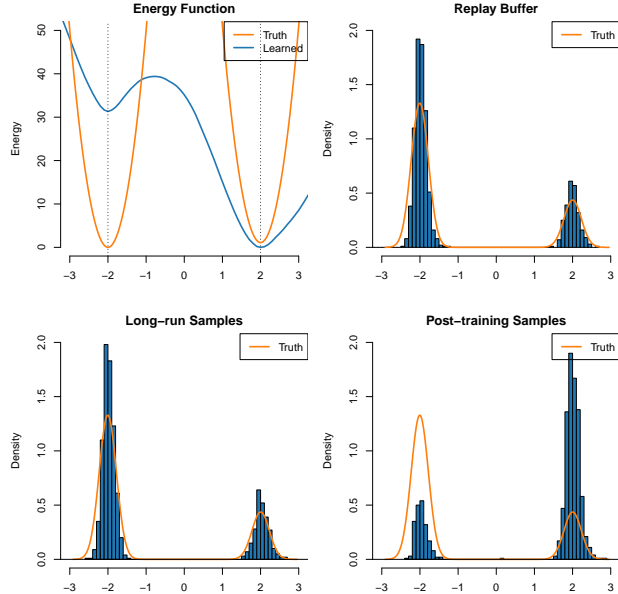 Energy Function
Truth
Learned
Energy
0
10
20
30
40
50
−3 −2 −1 0 1 2 3
Replay Buffer
Truth
Density
0.0
0.5
1.0
1.5
2.0
−3 −2 −1 0 1 2 3
Long−run Samples
Truth
Density
0.0
0.5
1.0
1.5
2.0
−3 −2 −1 0 1 2 3
Post−training Samples
Truth
Density
0.0
0.5
1.0
1.5
2.0
−3 −2 −1 0 1 2 3